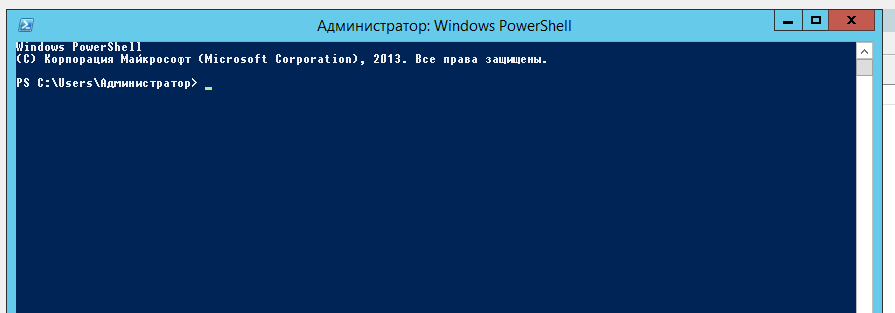 Администратор: Windows PowerShell
Windows PowerShell
(C) Корпорация Майкрософт (Microsoft Corporation), 2013. Все права защищены.
PS C:\Users\Администратор>